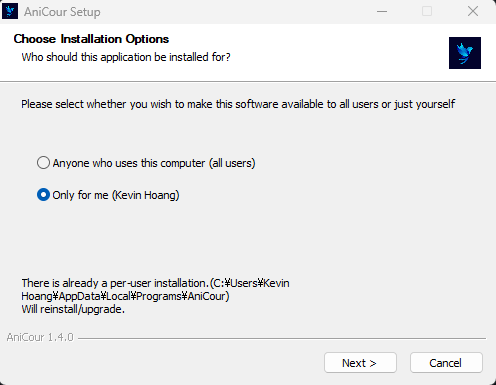 AniCour Setup
Choose Installation Options
Who should this application be installed for?
Please select whether you wish to make this software available to all users or just yourself
Anyone who uses this computer (all users)
Only for me (Kevin Hoang)
There is already a per-user installation.(C:¥Users¥Kevin
Hoang¥AppData¥Local¥Programs¥AniCour)
Will reinstall/upgrade.
AniCour 1.4.0
Next >
Cancel